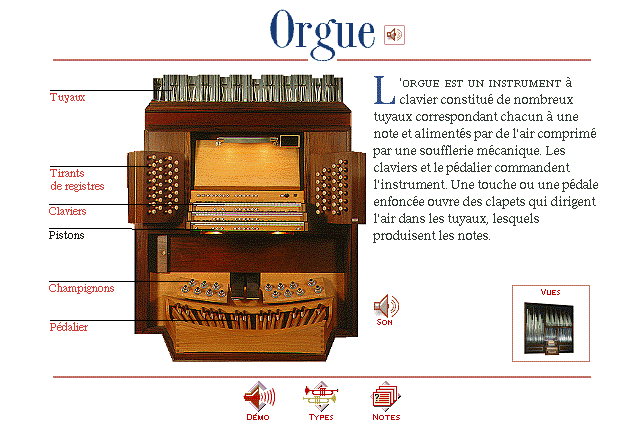 Orgue
L'ORGUE EST UN INSTRUMENT à
clavier constitué de nombreux
tuyaux correspondant chacun à une
note et alimentés par de l'air comprimé
par une soufflerie mécanique. Les
claviers et le pédalier commandent
l'instrument. Une touche ou une pédale
enfoncée ouvre des clapets qui dirigent
l'air dans les tuyaux, lesquels
produisent les notes.
Tuyaux
Tirants
de registres
Claviers
Pistons
Champignons
Pédalier
SON
VUES
DÉMO
TYPES
NOTES